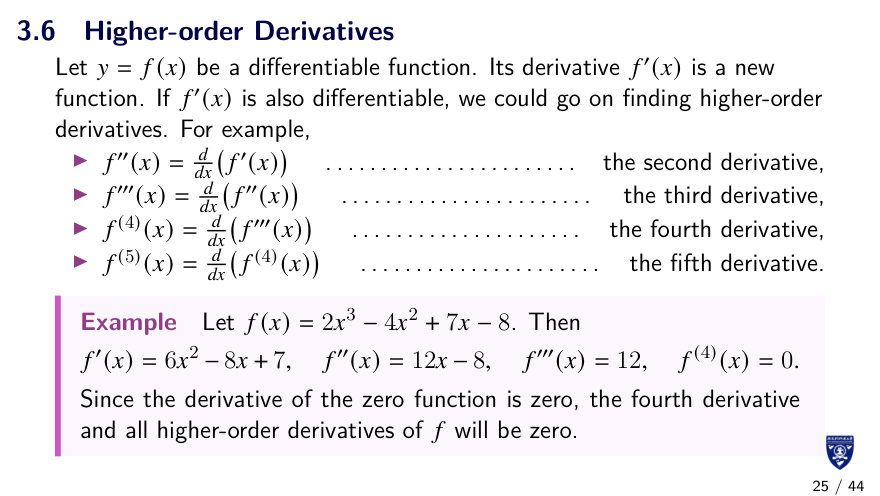 3.6 Higher-order Derivatives
Let y = f(x) be a differentiable function. Its derivative f′(x) is a new
function. If f′(x) is also differentiable, we could go on finding higher-order
derivatives. For example,
▶ f″(x) = d/dx (f′(x)) . . . . . . . . . . . . . . . . . . . . . . . the second derivative,
▶ f‴(x) = d/dx (f″(x)) . . . . . . . . . . . . . . . . . . . . . . . the third derivative,
▶ f⁽⁴⁾(x) = d/dx (f‴(x)) . . . . . . . . . . . . . . . . . . . . . the fourth derivative,
▶ f⁽⁵⁾(x) = d/dx (f⁽⁴⁾(x)) . . . . . . . . . . . . . . . . . . . . . . the fifth derivative.
Example Let f(x) = 2x³ − 4x² + 7x − 8. Then
f′(x) = 6x² − 8x + 7, f″(x) = 12x − 8, f‴(x) = 12, f⁽⁴⁾(x) = 0.
Since the derivative of the zero function is zero, the fourth derivative
and all higher-order derivatives of f will be zero.
25 / 44